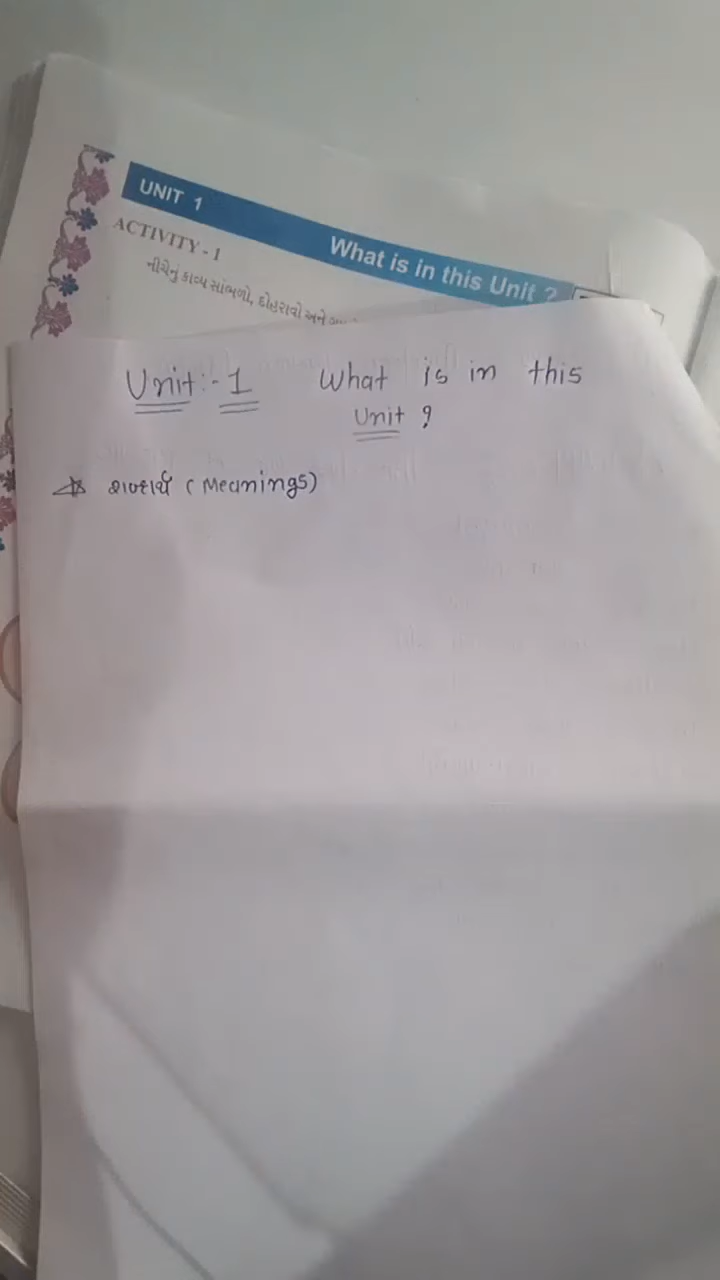 UNIT 1
What is in this Unit ?
ACTIVITY - 1
નીચેનું કાવ્ય સાંભળો, દોહરાવો અને
Unit:- 1 What is in this
Unit ?
શબ્દાર્થ (Meanings)